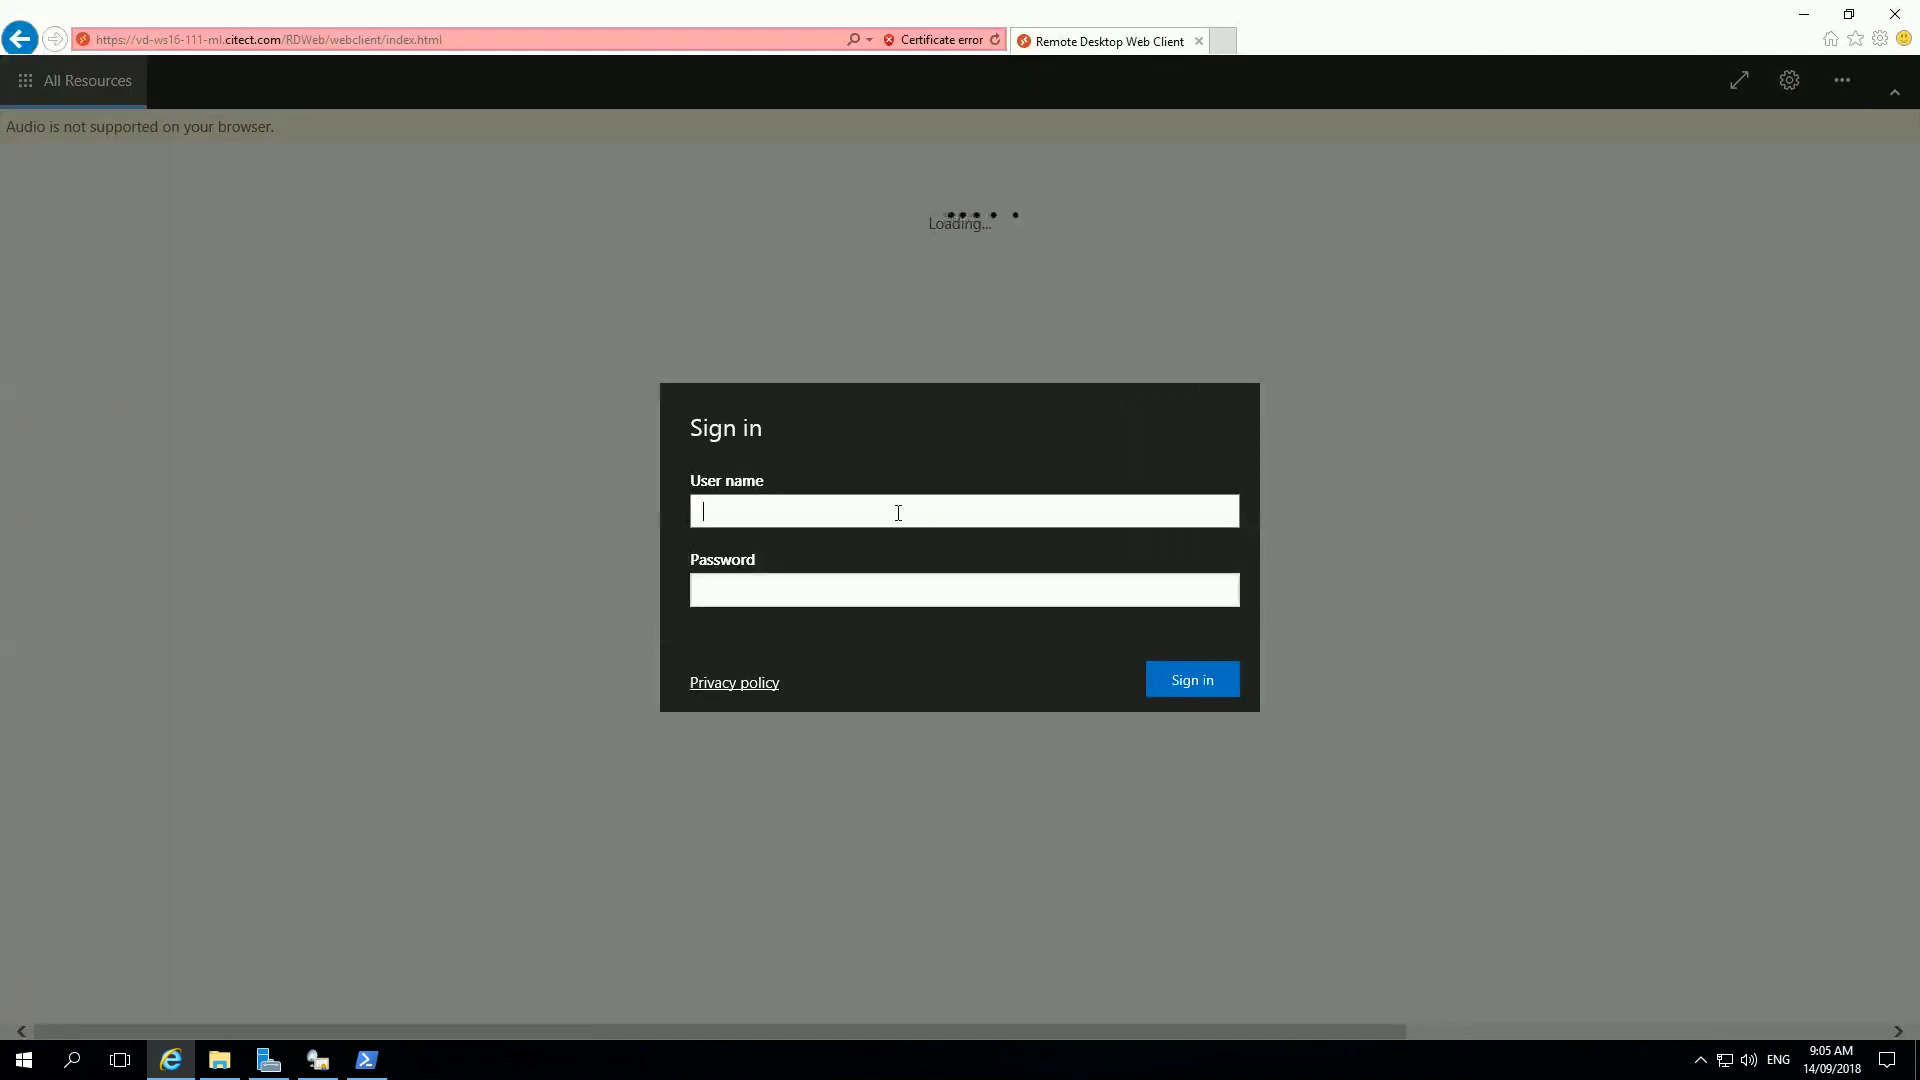 https://vd-ws16-111-ml.citect.com/RDWeb/webclient/index.html
Certificate error
Remote Desktop Web Client
All Resources
Audio is not supported on your browser.
Loading...
Sign in
User name
Password
Privacy policy
Sign in
ENG
9:05 AM
14/09/2018